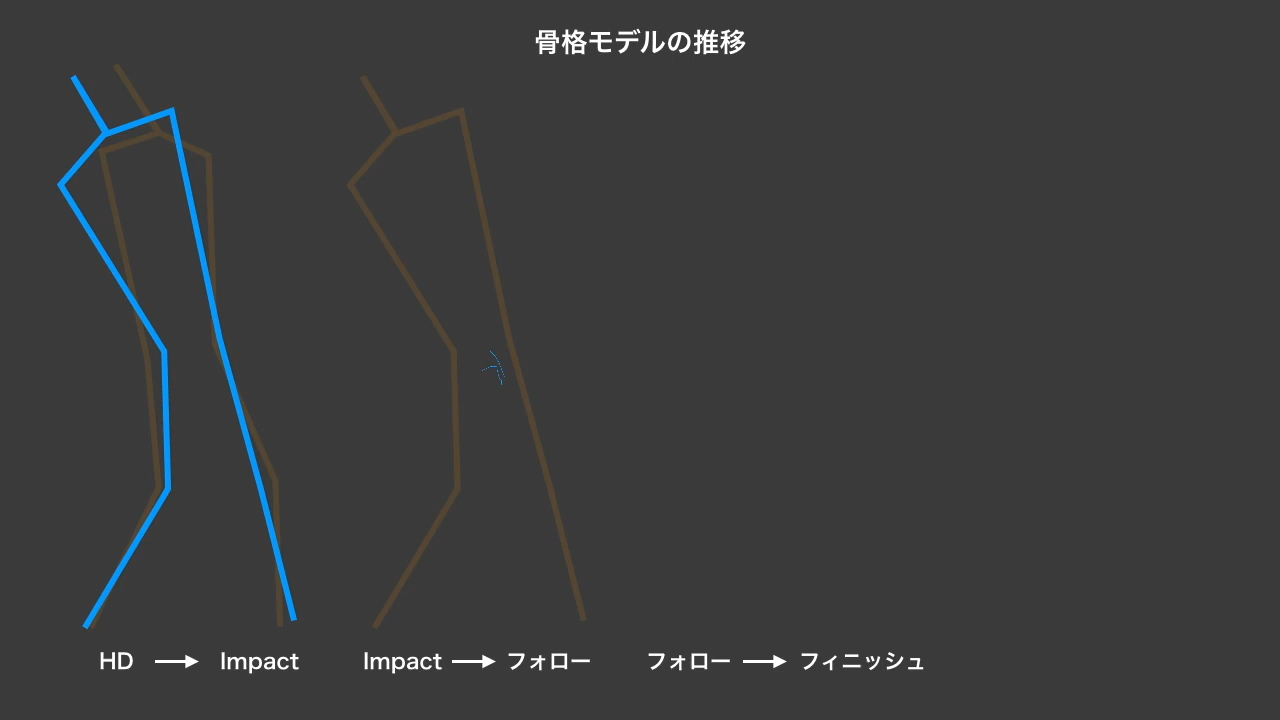 骨格モデルの推移
HD → Impact
Impact → フォロー
フォロー → フィニッシュ